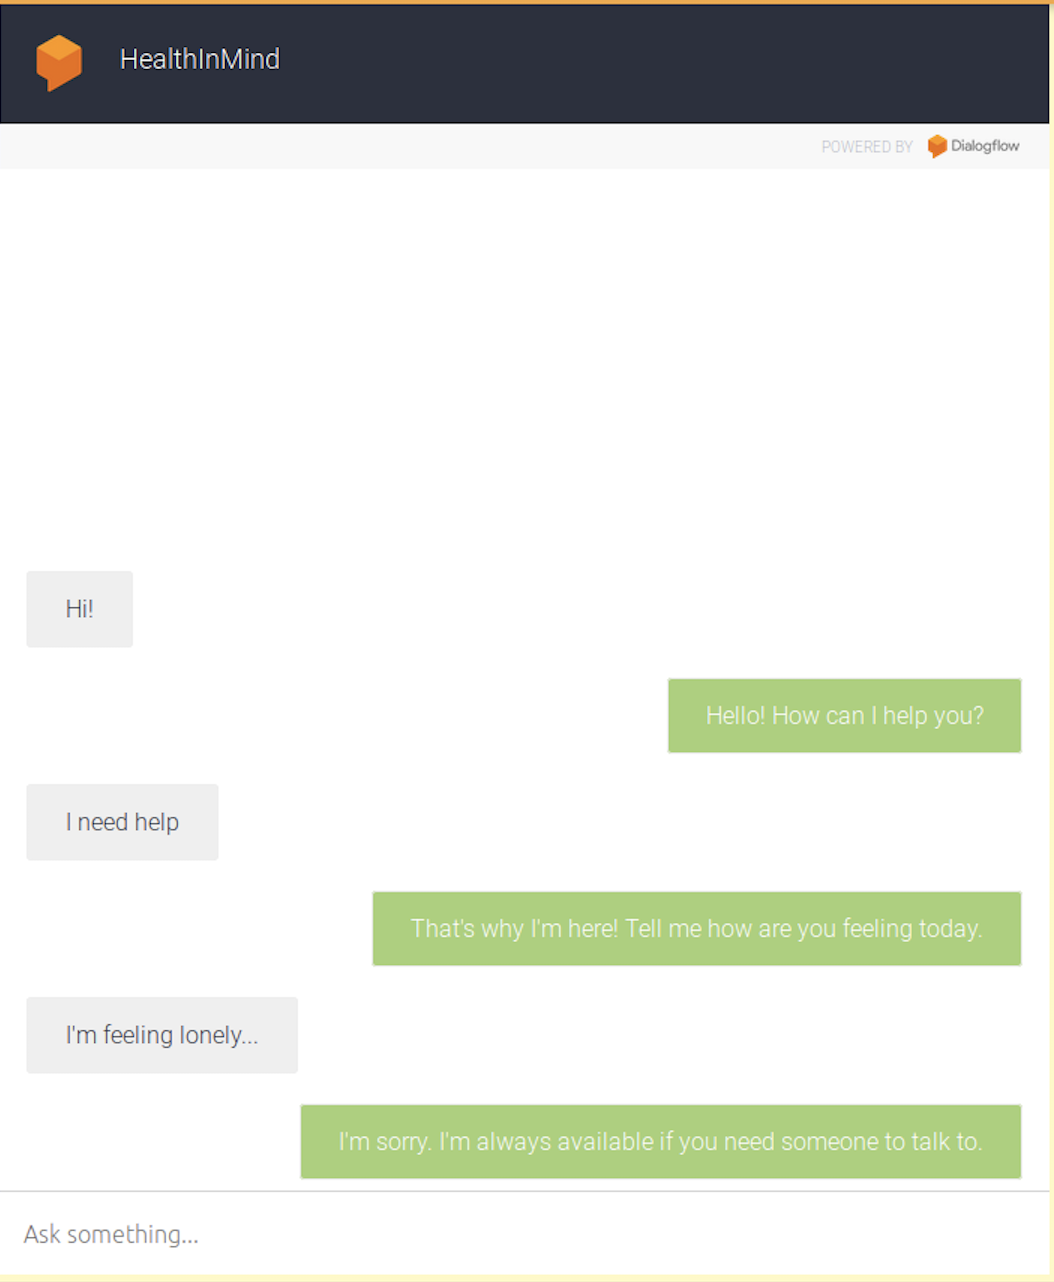 HealthInMind
POWERED BY Dialogflow
Hi!
Hello! How can I help you?
I need help
That's why I'm here! Tell me how are you feeling today.
I'm feeling lonely...
I'm sorry. I'm always available if you need someone to talk to.
Ask something...